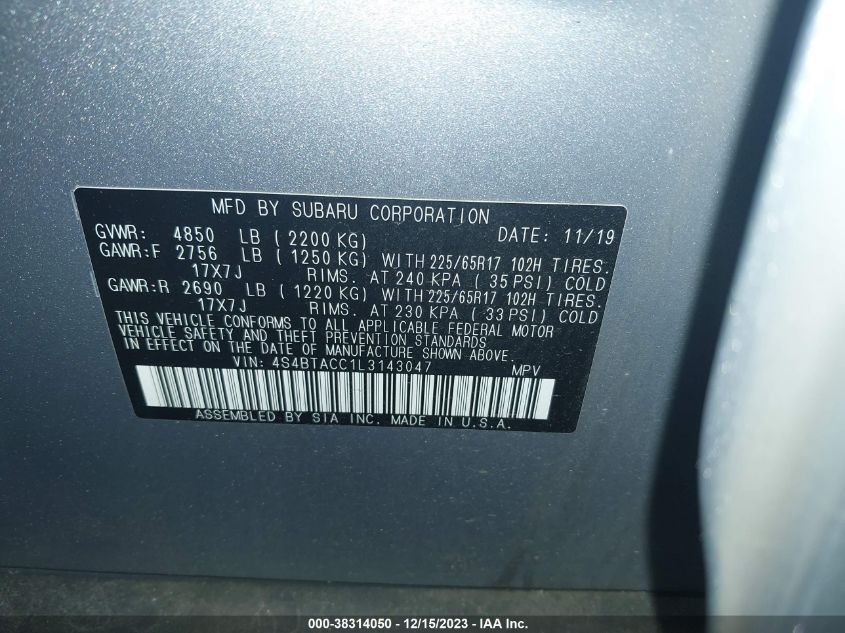 MFD BY SUBARU CORPORATION
GVWR: 4850 LB ( 2200 KG) DATE: 11/19
GAWR:F 2756 LB ( 1250 KG) WITH 225/65R17 102H TIRES.
17X7J RIMS. AT 240 KPA ( 35 PSI) COLD
GAWR:R 2690 LB ( 1220 KG) WITH 225/65R17 102H TIRES.
17X7J RIMS. AT 230 KPA ( 33 PSI) COLD
THIS VEHICLE CONFORMS TO ALL APPLICABLE FEDERAL MOTOR
VEHICLE SAFETY AND THEFT PREVENTION STANDARDS
IN EFFECT ON THE DATE OF MANUFACTURE SHOWN ABOVE.
VIN: 4S4BTACC1L3143047 MPV
ASSEMBLED BY SIA INC. MADE IN U.S.A.
000-38314050 - 12/15/2023 - IAA Inc.